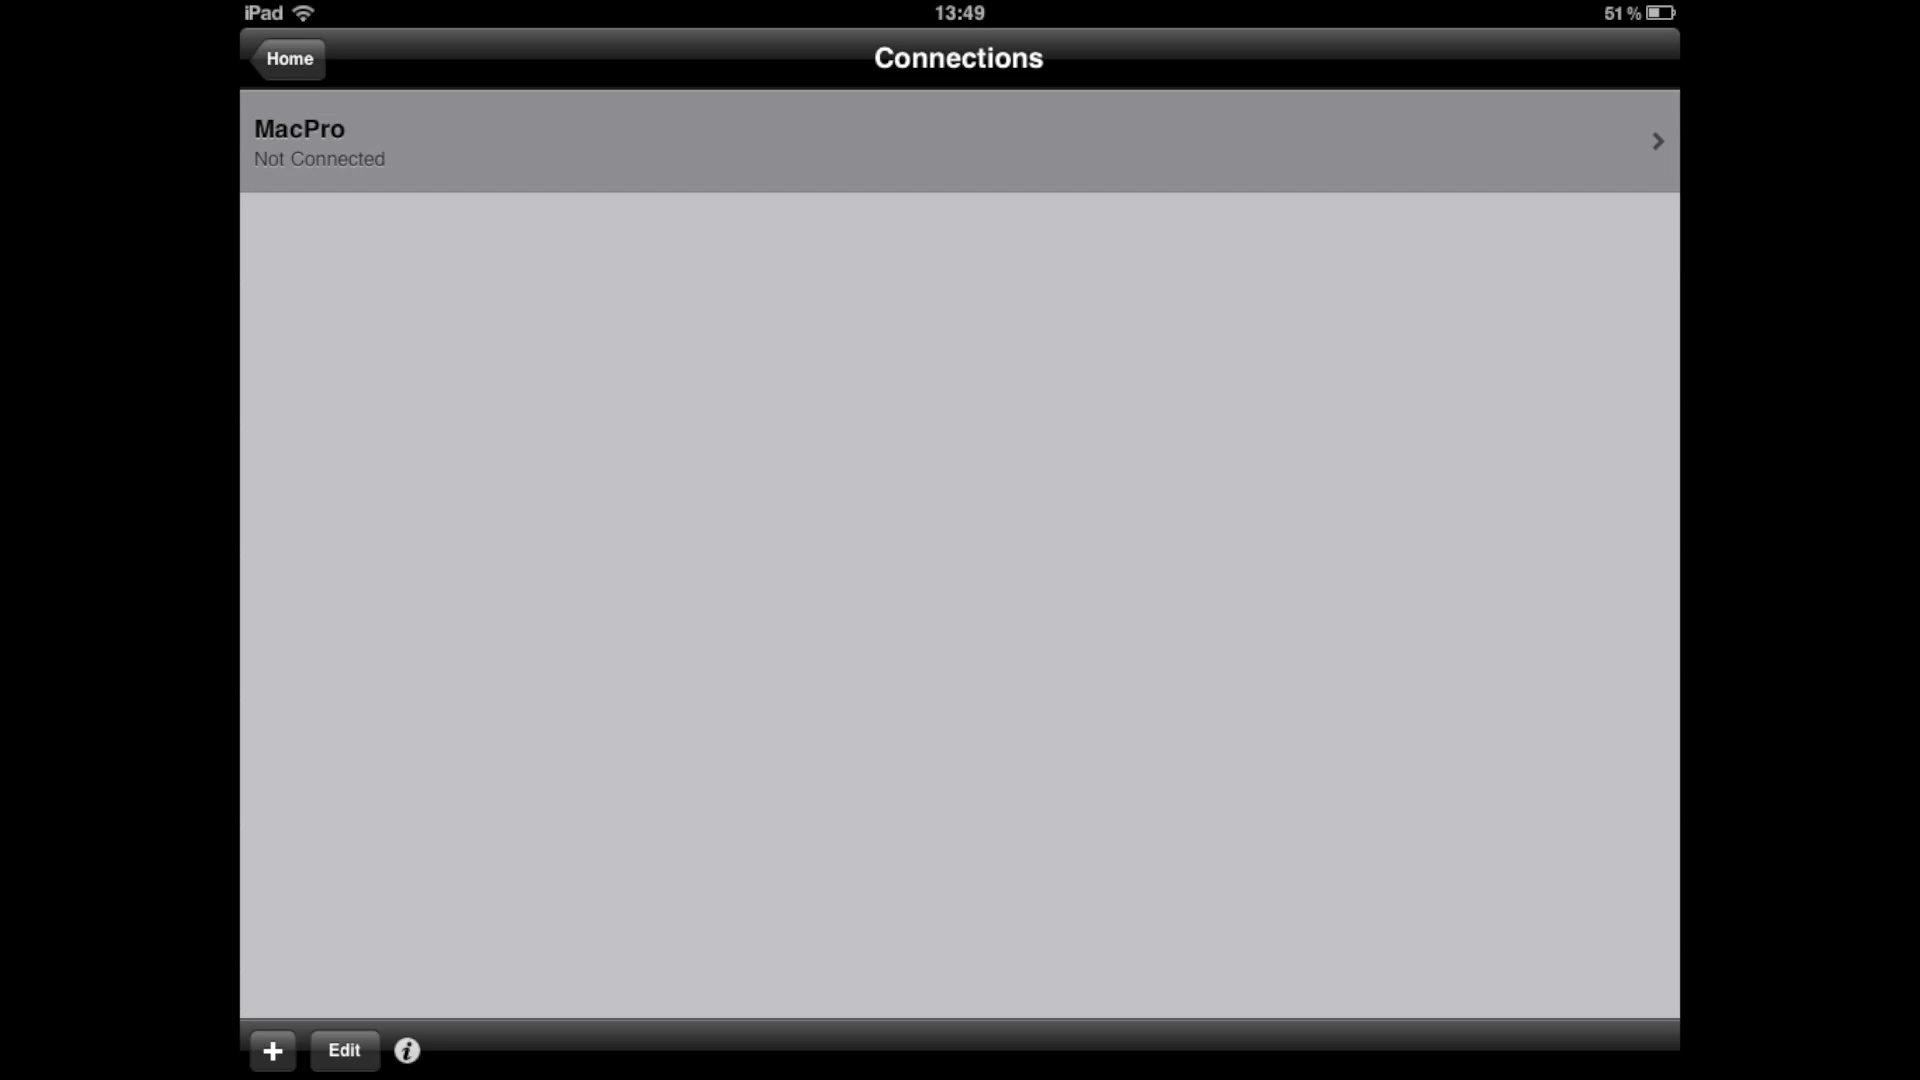 iPad 13:49 51 %
Home Connections
MacPro
Not Connected
+ Edit i